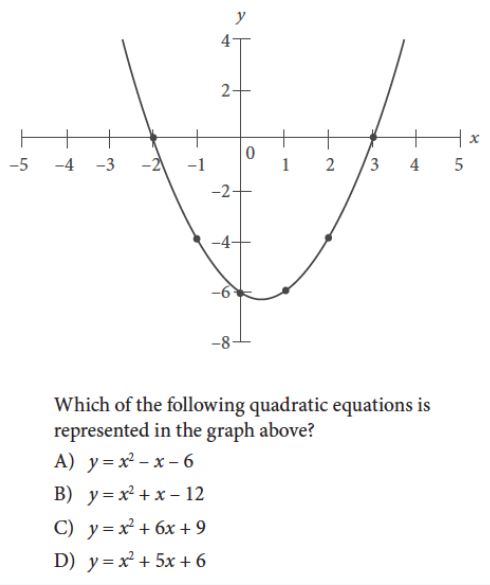 y
4
2
x
-5 -4 -3 -2 -1 0 1 2 3 4 5
-2
-4
-6
-8
Which of the following quadratic equations is
represented in the graph above?
A) y = x² – x – 6
B) y = x² + x – 12
C) y = x² + 6x + 9
D) y = x² + 5x + 6